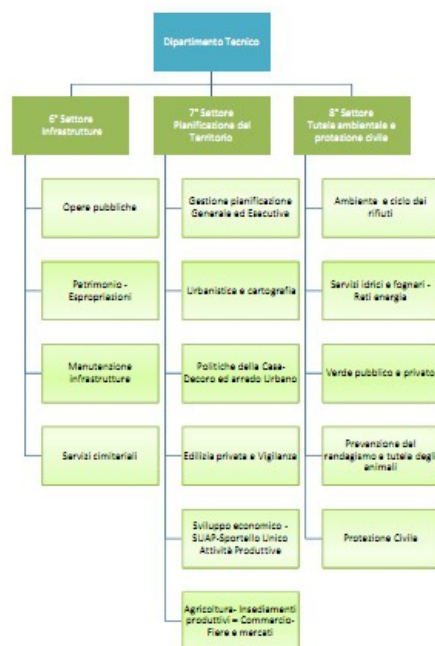 Dipartimento Tecnico
6° Settore
Infrastrutture
Opere pubbliche
Patrimonio -
Espropriazioni
Manutenzione
infrastrutture
Servizi cimiteriali
7° Settore
Planificazione del
Territorio
Gestione planificazione
Generale ed Esecutiva
Urbanistica e cartografia
Politiche della Casa-
Decoro ed arredo Urbano
Edilizia privata e Vigilanza
Sviluppo economico -
SUAP-Sportello Unico
Attività Produttive
Agricoltura- Insediamenti
produttivi = Commercio-
Fiere e mercati
8° Settore
Tutela ambientale e
protezione civile
Ambiente e ciclo dei
rifiuti
Servizi idrici e fognari -
Reti energia
Verde pubblico e privato
Prevenzione del
randagismo e tutela degli
animali
Protezione Civile